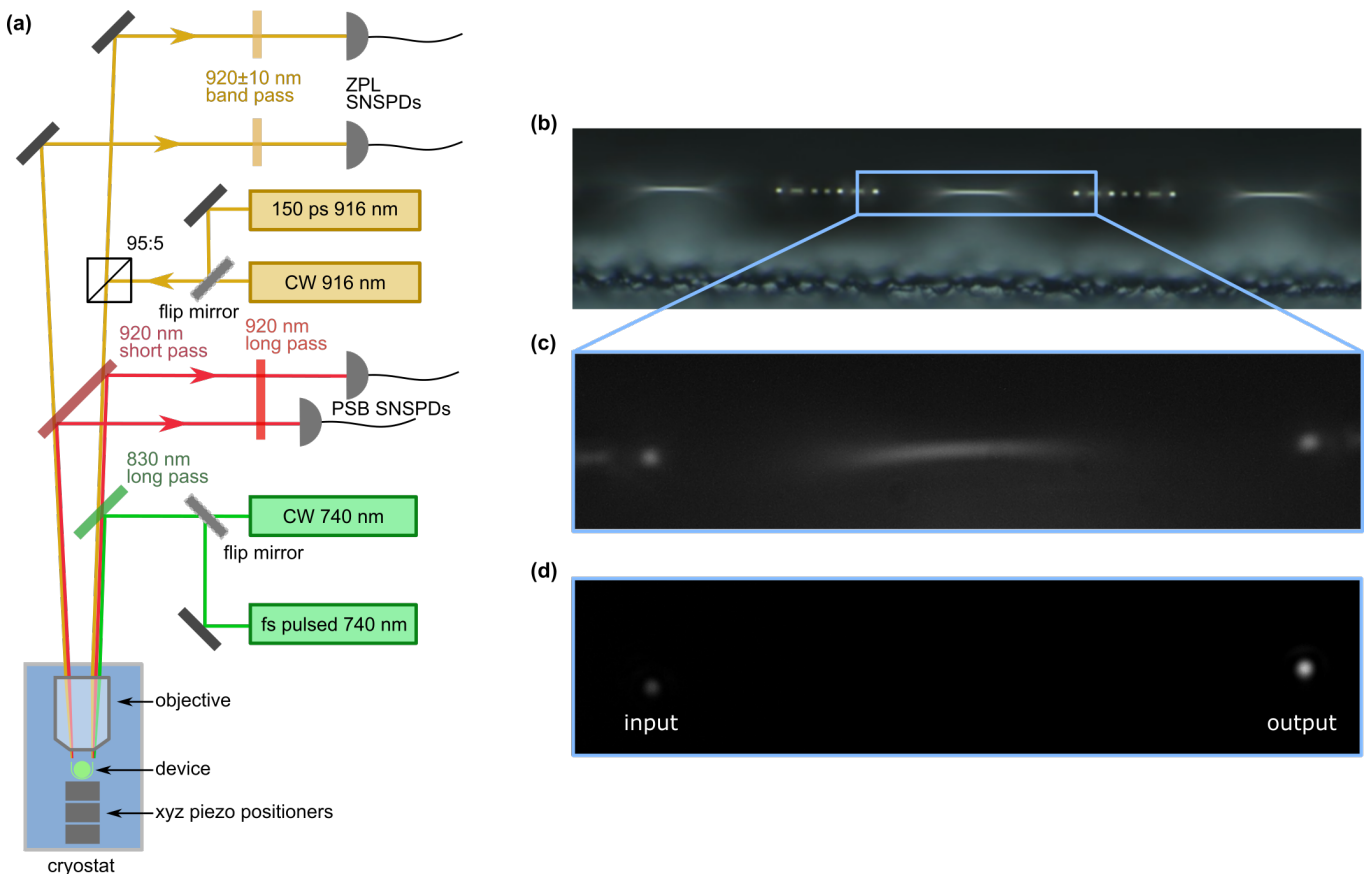 (a)
920±10 nm
band pass
ZPL
SNSPDs
150 ps 916 nm
95:5
CW 916 nm
flip mirror
920 nm
short pass
920 nm
long pass
PSB SNSPDs
830 nm
long pass
CW 740 nm
flip mirror
fs pulsed 740 nm
objective
device
xyz piezo positioners
cryostat
(b)
(c)
(d)
input
output